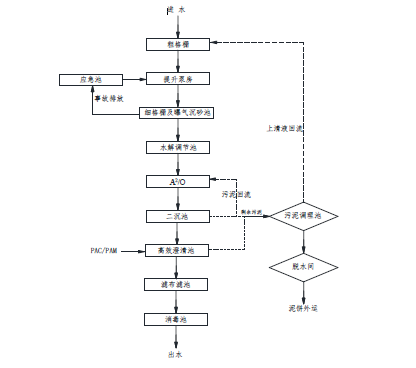 进 水
粗格栅
应急池
提升泵房
事故排放
细格栅及曝气沉砂池
上清液回流
水解调节池
A²/O
污泥回流
二沉池
剩余污泥
污泥调理池
PAC/PAM
高效澄清池
脱水间
滤布滤池
泥饼外运
消毒池
出水